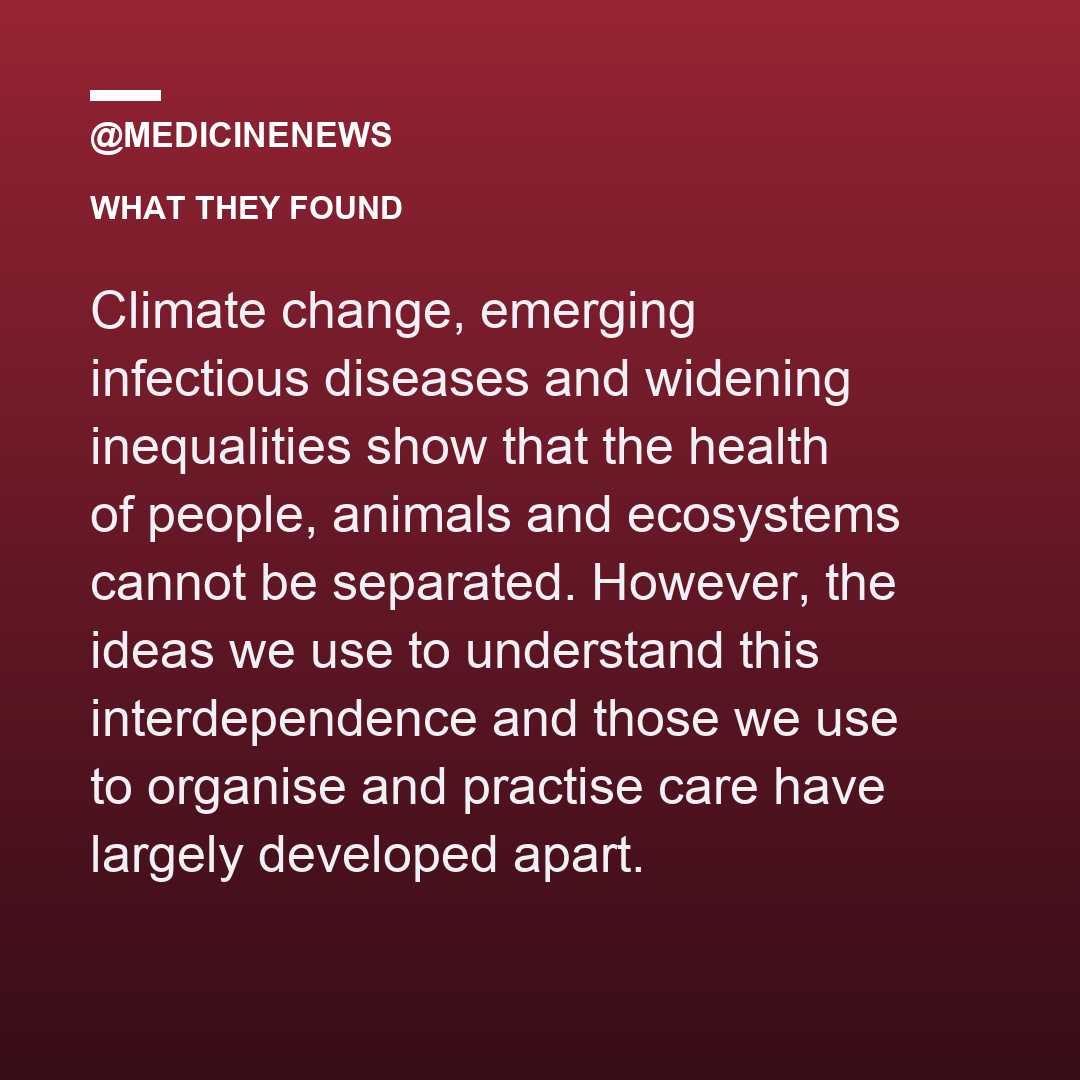 @MEDICINENEWS
WHAT THEY FOUND
Climate change, emerging
infectious diseases and widening
inequalities show that the health
of people, animals and ecosystems
cannot be separated. However, the
ideas we use to understand this
interdependence and those we use
to organise and practise care have
largely developed apart.